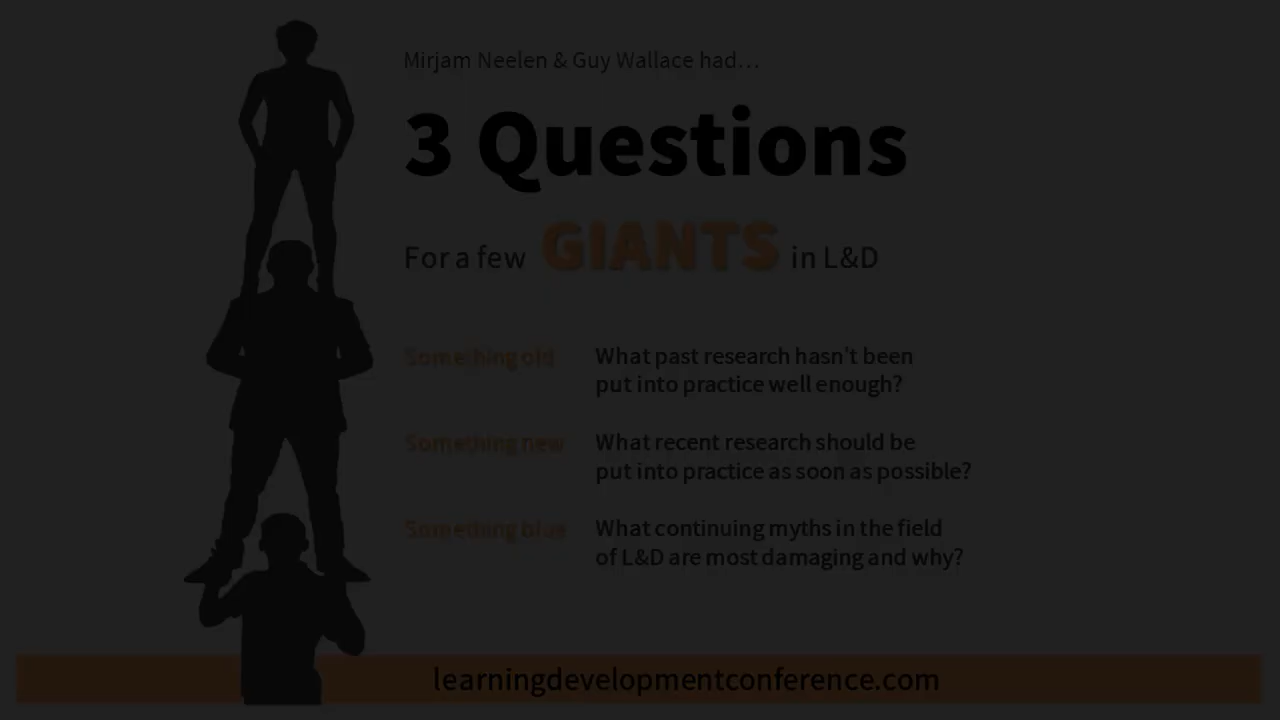 Mirjam Neelen & Guy Wallace had...
3 Questions
For a few GIANTS in L&D
Something old What past research hasn't been
put into practice well enough?
Something new What recent research should be
put into practice as soon as possible?
Something blue What continuing myths in the field
of L&D are most damaging and why?
learningdevelopmentconference.com